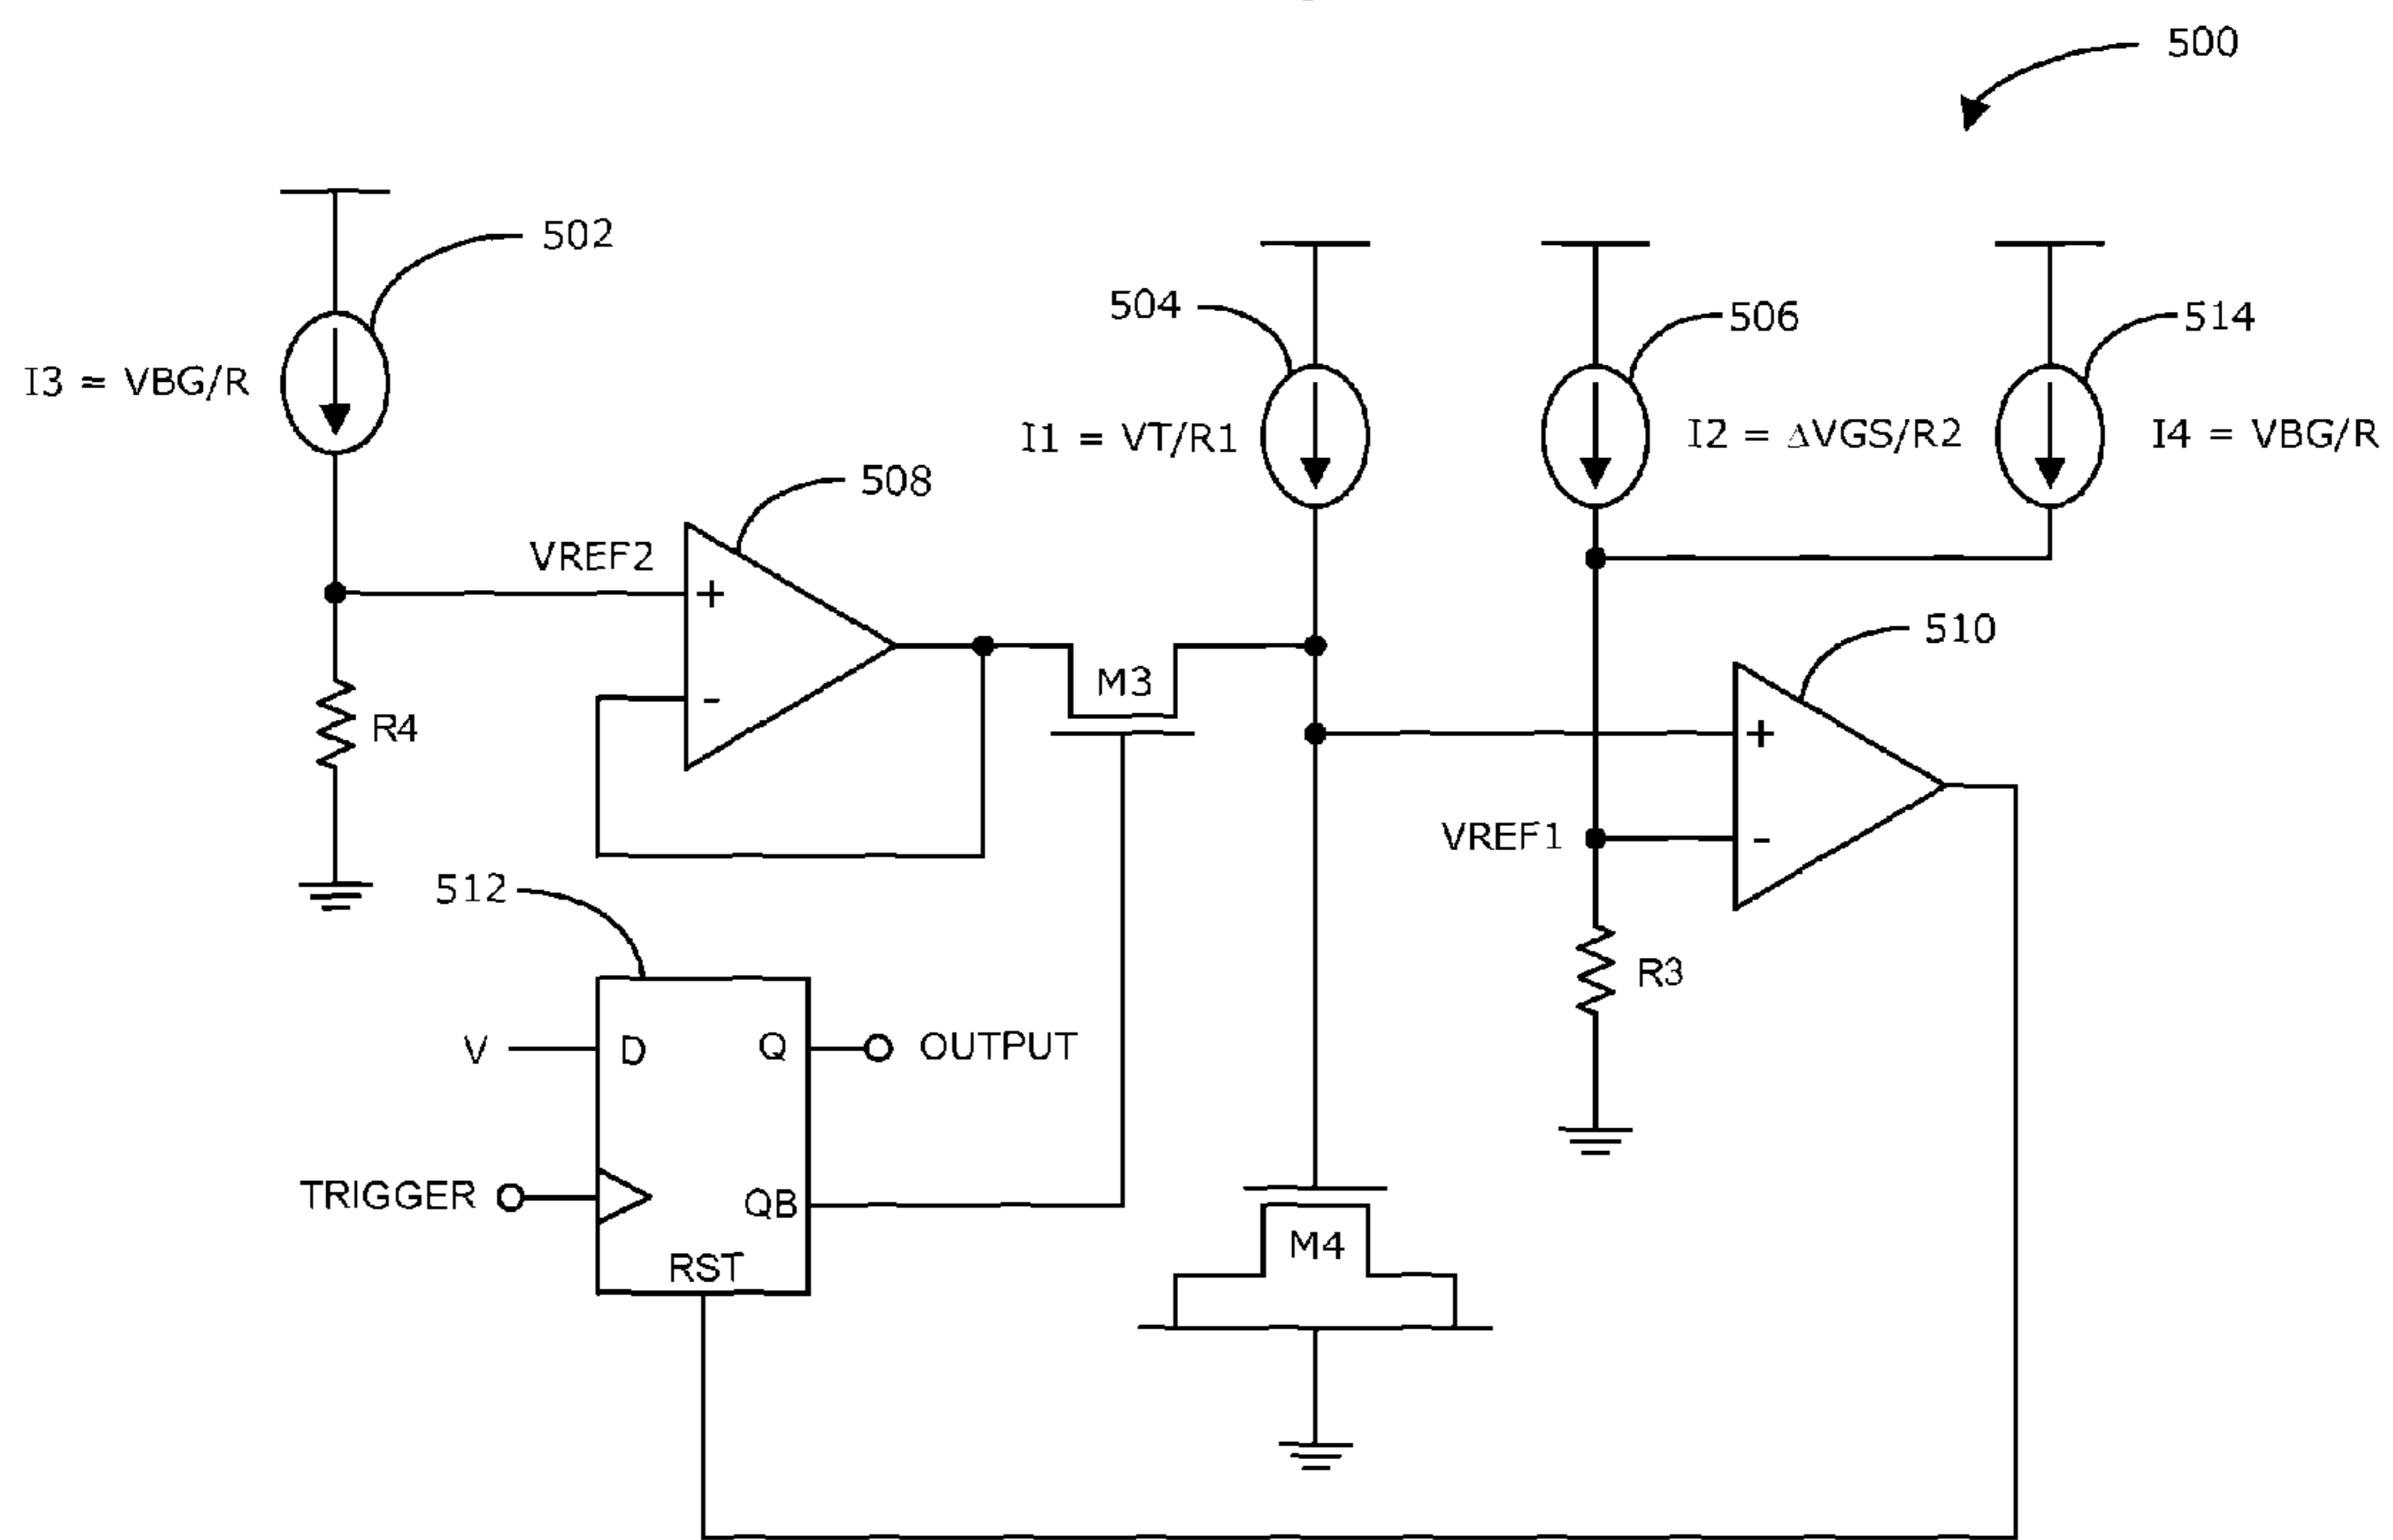 500
502
504
506
514
I3 = VBG/R
I1 = VT/R1
I2 = ΔVGS/R2
I4 = VBG/R
508
VREF2
+
-
510
M3
R4
+
-
VREF1
512
R3
V
D
Q
OUTPUT
TRIGGER
QB
RST
M4